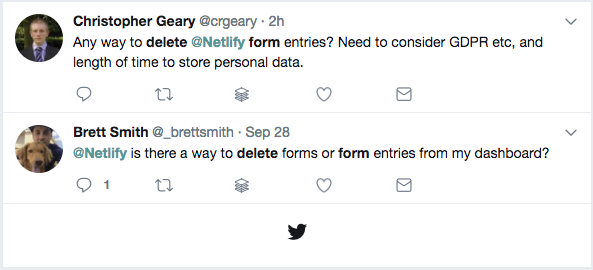 Christopher Geary @crgeary · 2h
Any way to delete @Netlify form entries? Need to consider GDPR etc, and
length of time to store personal data.
Brett Smith @_brettsmith · Sep 28
@Netlify is there a way to delete forms or form entries from my dashboard?
1